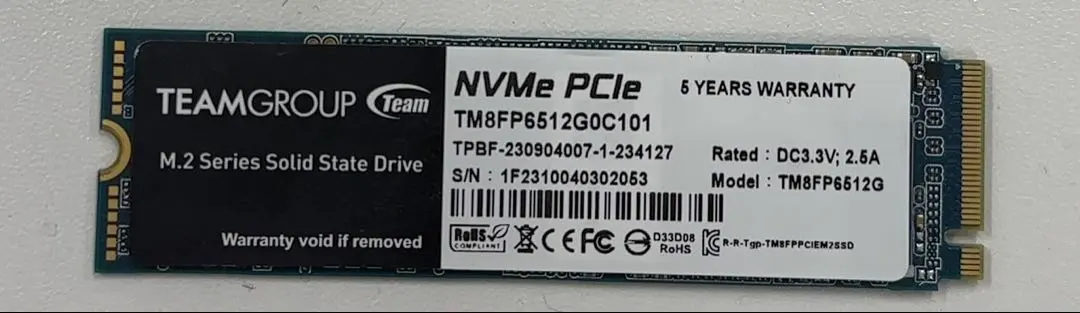 TEAMGROUP Team
M.2 Series Solid State Drive
Warranty void if removed
NVMe PCIe 5 YEARS WARRANTY
TM8FP6512G0C101
TPBF-230904007-1-234127
Rated : DC3.3V; 2.5A
S/N : 1F2310040302053
Model : TM8FP6512G
RoHS
COMPLIANT
CE FC
D33D08
RoHS
R-R-Tgp-TM8FPPCIEM2SSD